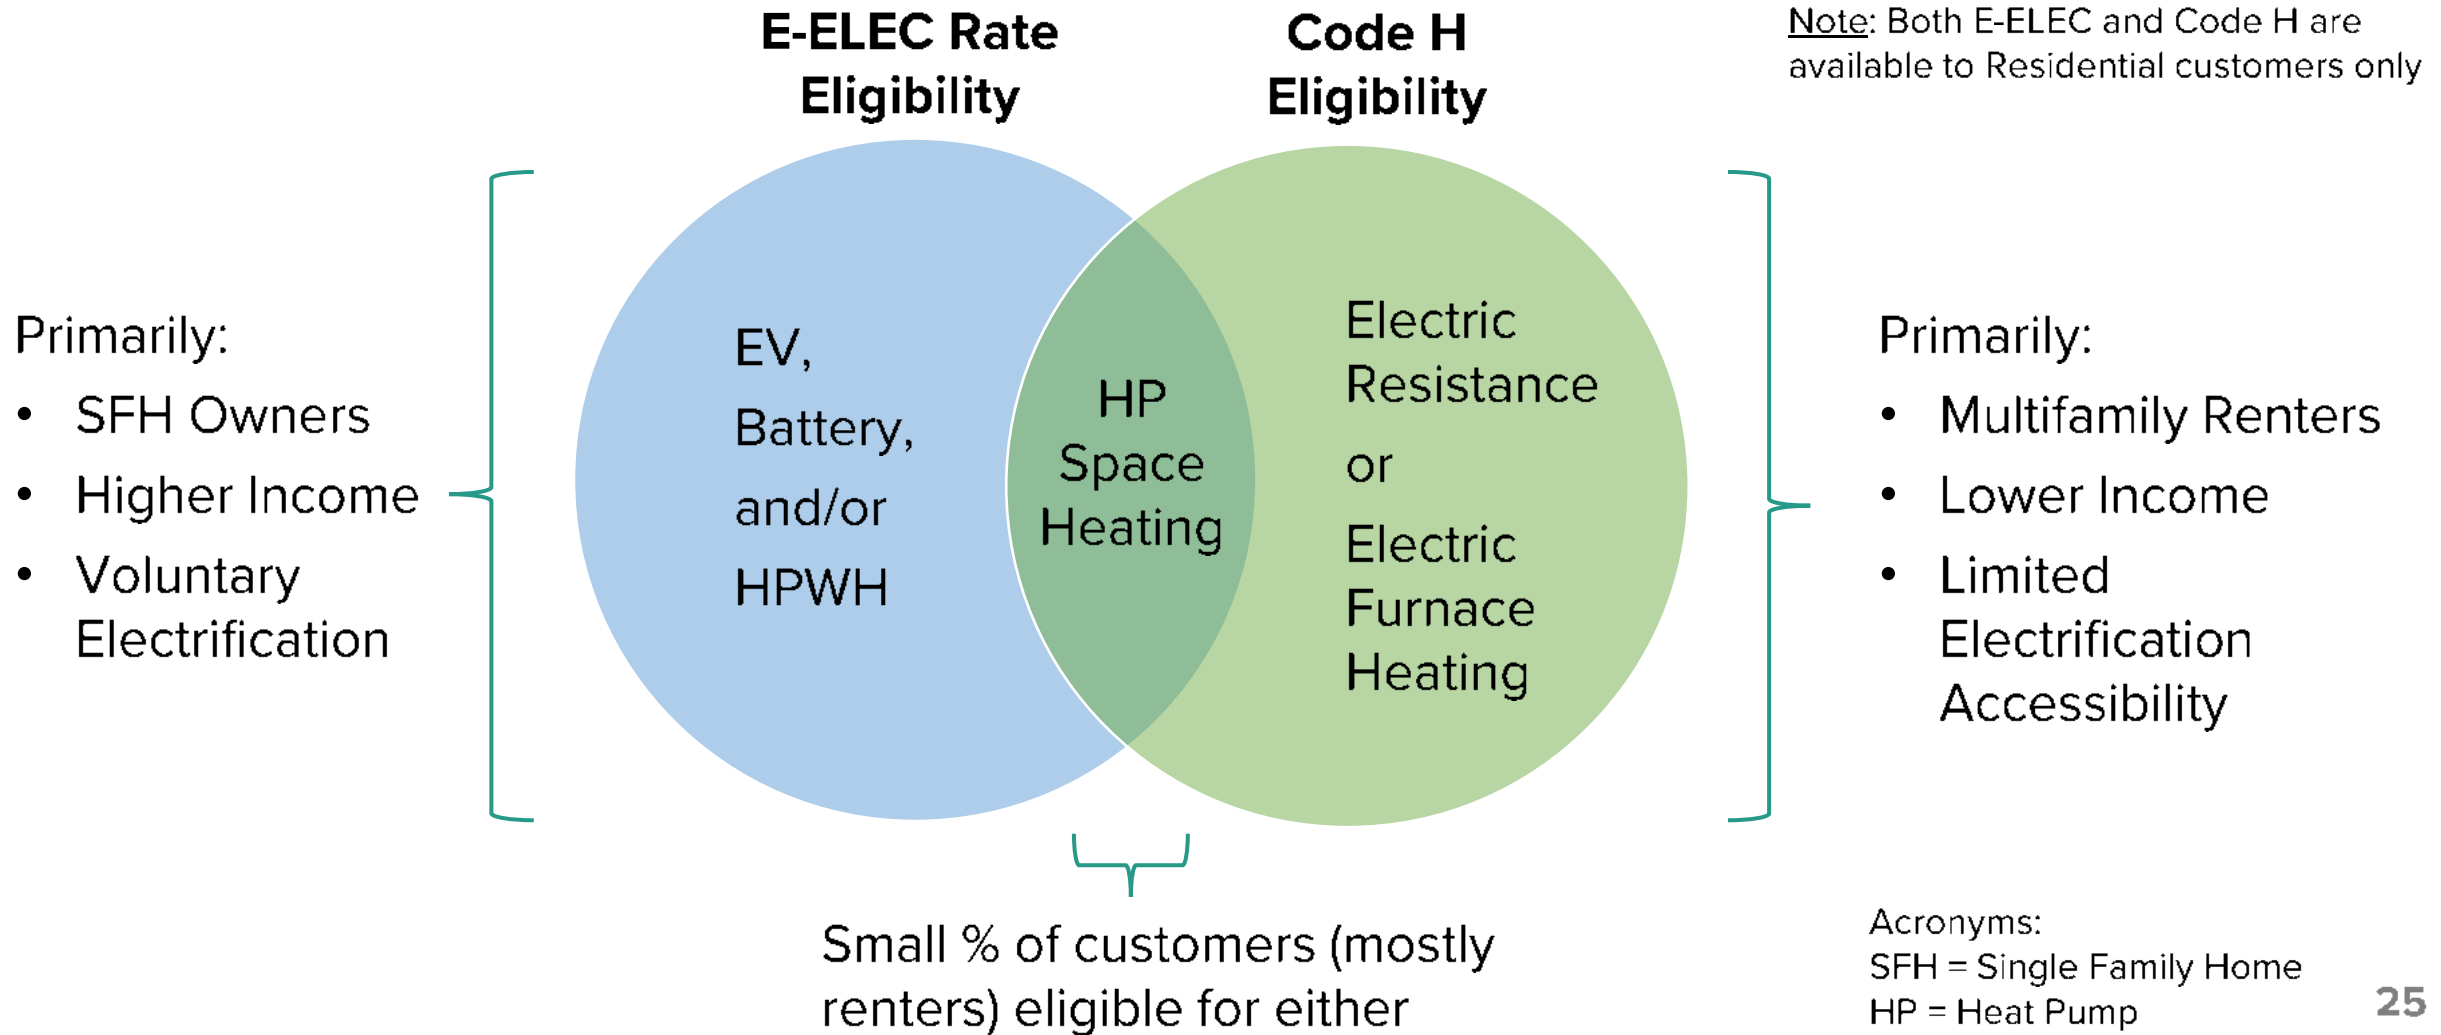 E-ELEC Rate
Eligibility
Code H
Eligibility
Note: Both E-ELEC and Code H are
available to Residential customers only
Primarily:
• SFH Owners
• Higher Income
• Voluntary
Electrification
EV,
Battery,
and/or
HPWH
HP
Space
Heating
Electric
Resistance
or
Electric
Furnace
Heating
Primarily:
• Multifamily Renters
• Lower Income
• Limited
Electrification
Accessibility
Small % of customers (mostly
renters) eligible for either
Acronyms:
SFH = Single Family Home
HP = Heat Pump
25